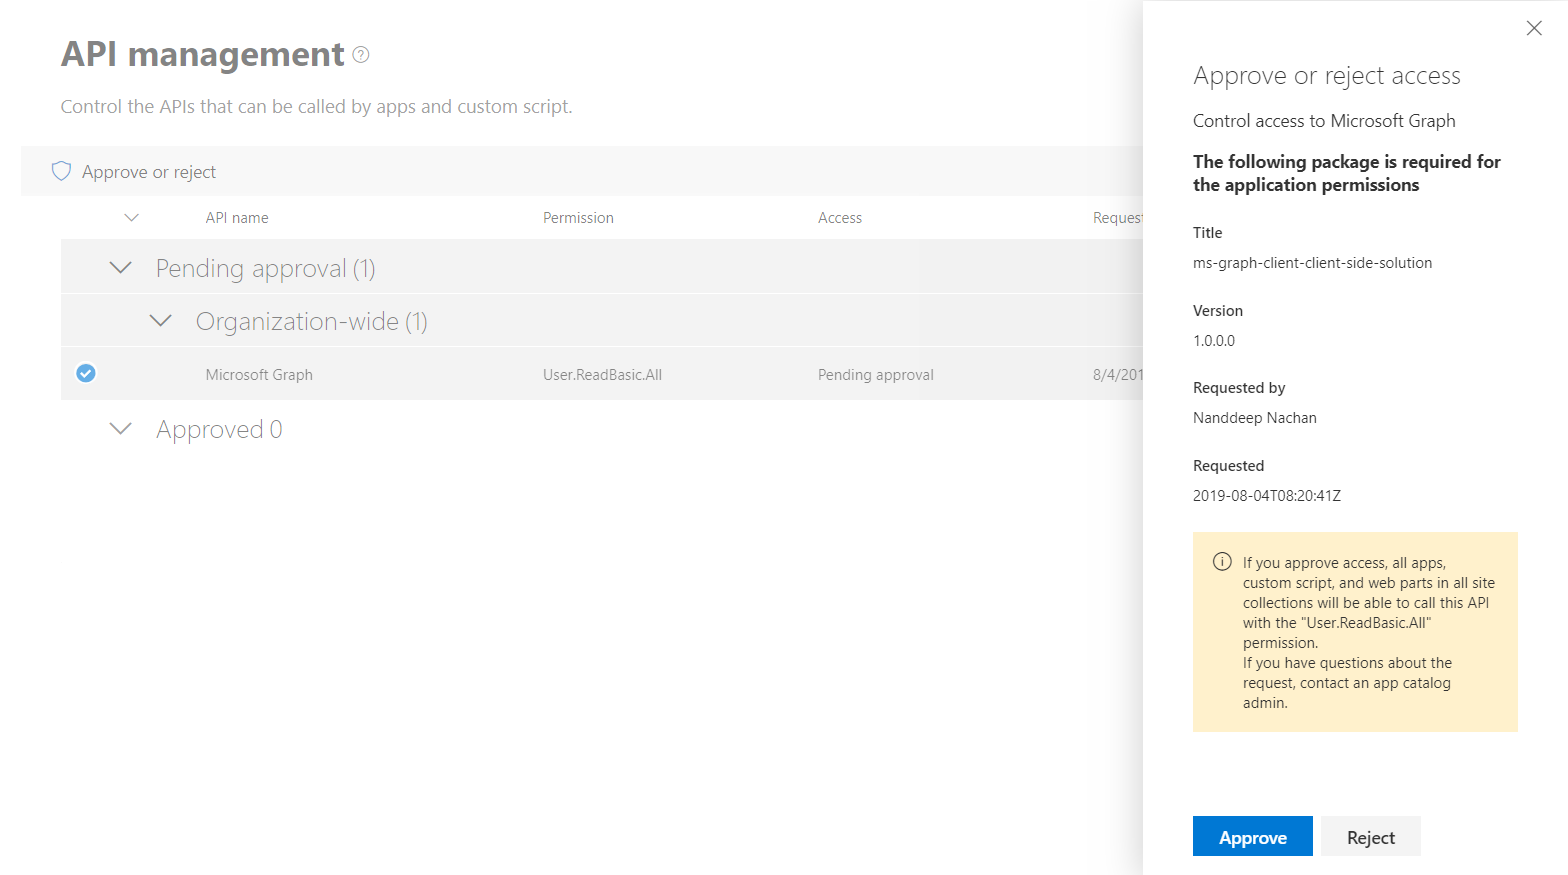 API management
Control the APIs that can be called by apps and custom script.
Approve or reject
API name Permission Access Request
Pending approval (1)
Organization-wide (1)
Microsoft Graph User.ReadBasic.All Pending approval 8/4/201
Approved 0
Approve or reject access
Control access to Microsoft Graph
The following package is required for
the application permissions
Title
ms-graph-client-client-side-solution
Version
1.0.0.0
Requested by
Nanddeep Nachan
Requested
2019-08-04T08:20:41Z
If you approve access, all apps,
custom script, and web parts in all site
collections will be able to call this API
with the "User.ReadBasic.All"
permission.
If you have questions about the
request, contact an app catalog
admin.
Approve Reject